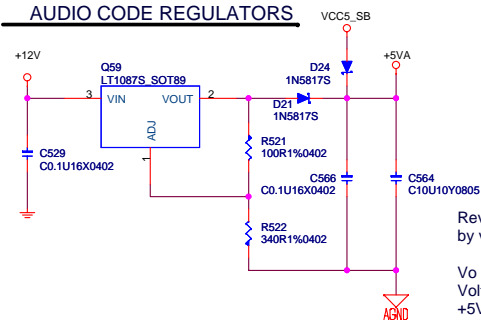 AUDIO CODE REGULATORS
VCC5_SB
+12V
Q59
LT1087S_SOT89
D24
1N5817S
+5VA
3
VIN
VOUT
2
D21
1N5817S
ADJ
1
C529
C0.1U16X0402
R521
100R1%0402
C566
C0.1U16X0402
C564
C10U10Y0805
R522
340R1%0402
Rev
by v
Vo
Volt
+5V
AGND